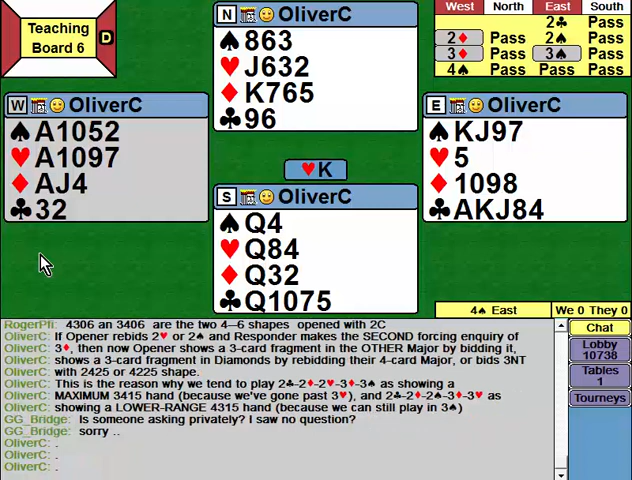 Teaching
Board 6
D
N OliverC
♠863
♥J632
♦K765
♣96
West North East South
2♣ Pass
2♦ Pass 2♠ Pass
3♦ Pass 3♠ Pass
4♠ Pass Pass Pass
W OliverC
♠A1052
♥A1097
♦AJ4
♣32
♥K
E OliverC
♠KJ97
♥5
♦1098
♣AKJ84
S OliverC
♠Q4
♥Q84
♦Q32
♣Q1075
4♠ East We 0 They 0
RogerPfi: 4306 an 3406 are the two 4--6 shapes opened with 2C
OliverC: If Opener rebids 2♥ or 2♠ and Responder makes the SECOND forcing enquiry of
OliverC: 3♦, then now Opener shows a 3-card fragment in the OTHER Major by bidding it,
OliverC: shows a 3-card fragment in Diamonds by rebidding their 4-card Major, or bids 3NT
OliverC: with 2425 or 4225 shape.
OliverC: This is the reason why we tend to play 2♣-2♦-2♥-3♦-3♠ as showing a
OliverC: MAXIMUM 3415 hand (because we've gone past 3♥), and 2♣-2♦-2♠-3♦-3♥ as
OliverC: showing a LOWER-RANGE 4315 hand (because we can still play in 3♠)
GG_Bridge: Is someone asking privately? I saw no question?
GG_Bridge: sorry ..
OliverC: .
OliverC: .
OliverC: .
Chat
Lobby
10738
Tables
1
Tourneys